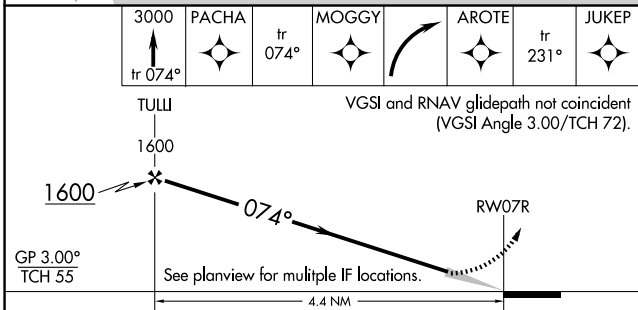 3000 PACHA tr MOGGY AROTE tr JUKEP
074° 231°
tr 074°
TULLI
VGSI and RNAV glidepath not coincident
(VGSI Angle 3.00/TCH 72).
1600
1600
074°
RW07R
GP 3.00°
TCH 55
See planview for mulitple IF locations.
4.4 NM